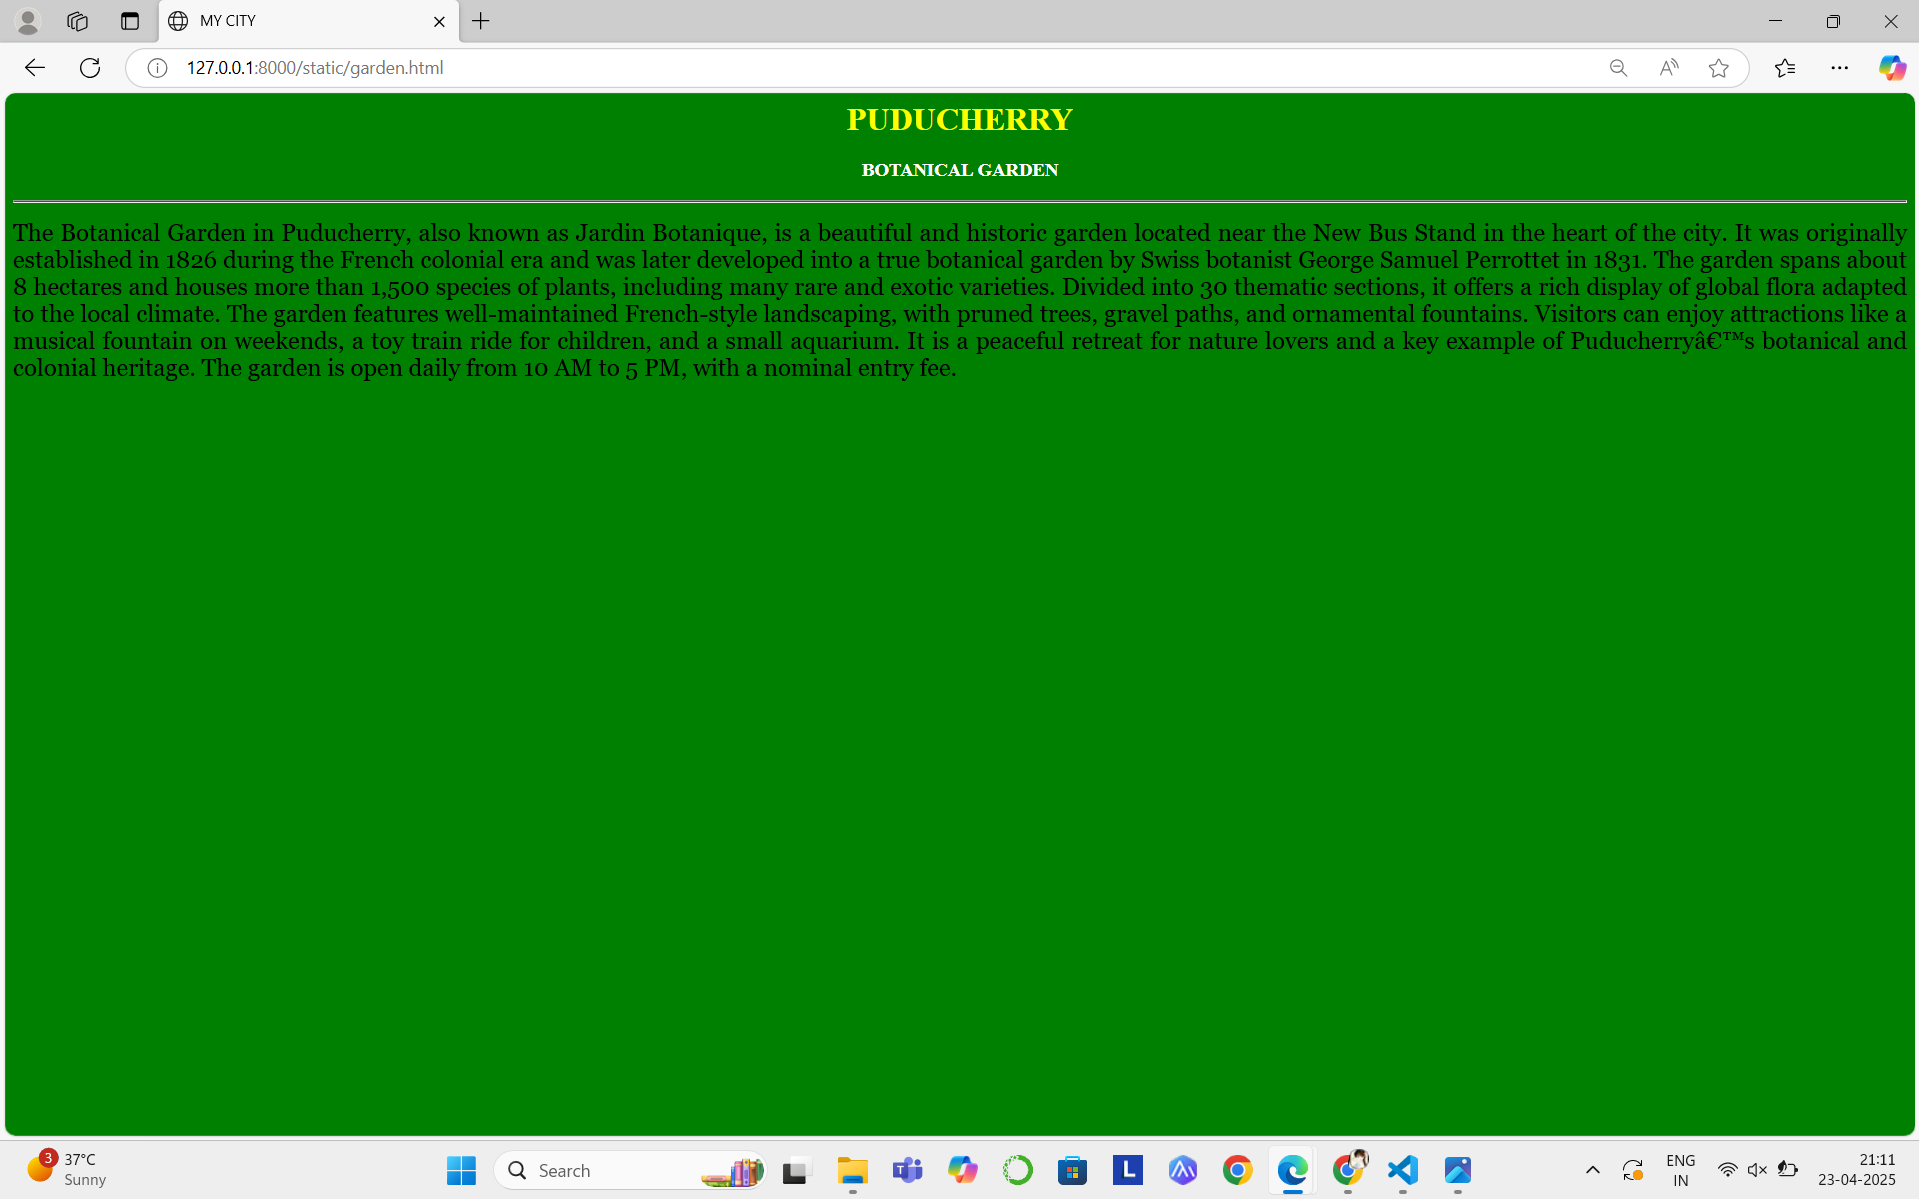 MY CITY
127.0.0.1:8000/static/garden.html
PUDUCHERRY
BOTANICAL GARDEN
The Botanical Garden in Puducherry, also known as Jardin Botanique, is a beautiful and historic garden located near the New Bus Stand in the heart of the city. It was originally
established in 1826 during the French colonial era and was later developed into a true botanical garden by Swiss botanist George Samuel Perrottet in 1831. The garden spans about
8 hectares and houses more than 1,500 species of plants, including many rare and exotic varieties. Divided into 30 thematic sections, it offers a rich display of global flora adapted
to the local climate. The garden features well-maintained French-style landscaping, with pruned trees, gravel paths, and ornamental fountains. Visitors can enjoy attractions like a
musical fountain on weekends, a toy train ride for children, and a small aquarium. It is a peaceful retreat for nature lovers and a key example of Puducherryâ€™s botanical and
colonial heritage. The garden is open daily from 10 AM to 5 PM, with a nominal entry fee.
3
37°C
Sunny
Search
L
ENG
IN
21:11
23-04-2025